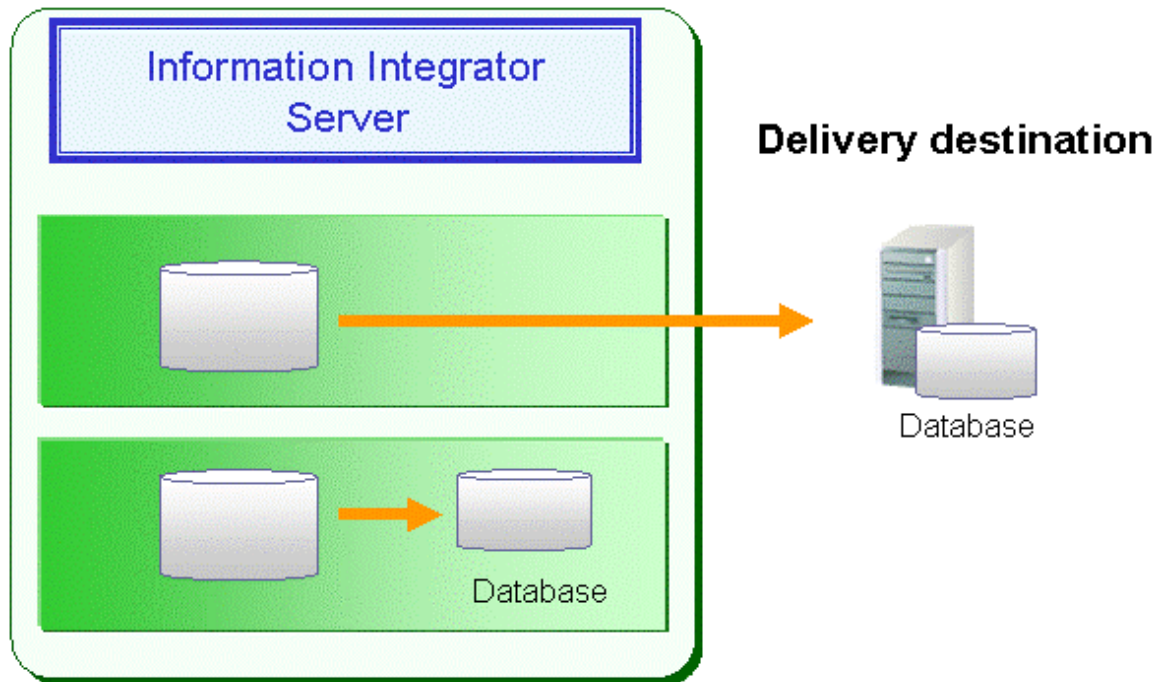 Information Integrator
Server
Delivery destination
Database
Database